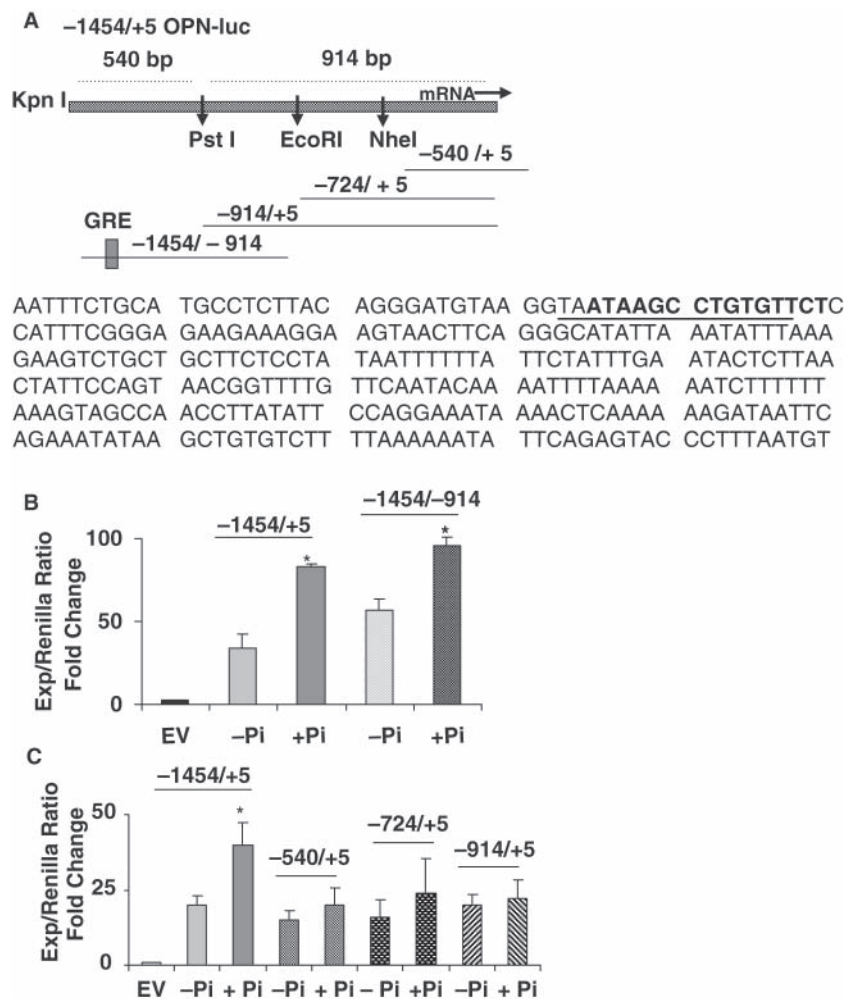 A
−1454/+5 OPN-luc
540 bp 914 bp
Kpn I mRNA
Pst I EcoRI NheI
−540 /+ 5
−724/ + 5
−914/+5
GRE
−1454/ − 914
AATTTCTGCA TGCCTCTTAC AGGGATGTAA GGTAATAAGC CTGTGTTCTC
CATTTCGGGA GAAGAAAGGA AGTAACTTCA GGGCATATTA AATATTTAAA
GAAGTCTGCT GCTTCTCCTA TAATTTTTTA TTCTATTTGA ATACTCTTAA
CTATTCCAGT AACGGTTTTG TTCAATACAA AATTTTAAAA AATCTTTTTT
AAAGTAGCCA ACCTTATATT CCAGGAAATA AAACTCAAAA AAGATAATTC
AGAAATATAA GCTGTGTCTT TTAAAAAATA TTCAGAGTAC CCTTTAATGT
B
−1454/+5
−1454/−914
Exp/Renilla Ratio
Fold Change
100
50
0
* *
EV −Pi +Pi −Pi +Pi
C
−1454/+5
−540/+5
−724/+5
−914/+5
Exp/Renilla Ratio
Fold Change
50
25
0
*
EV −Pi + Pi −Pi + Pi − Pi +Pi −Pi + Pi